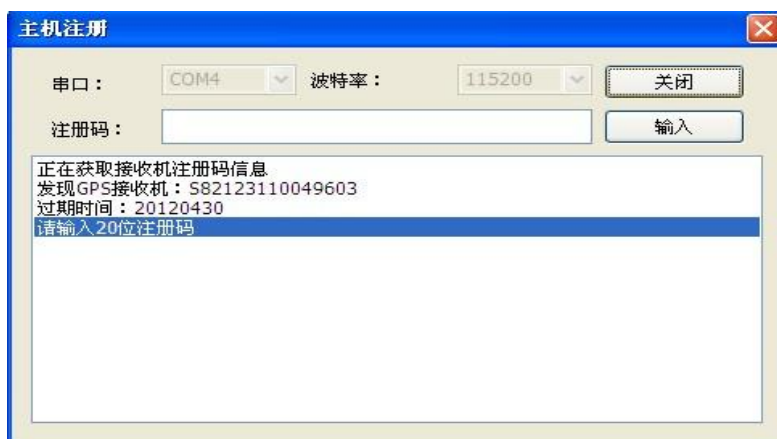 主机注册
串口： COM4 波特率： 115200 关闭
注册码： 输入
正在获取接收机注册码信息
发现GPS接收机：S82123110049603
过期时间：20120430
请输入20位注册码